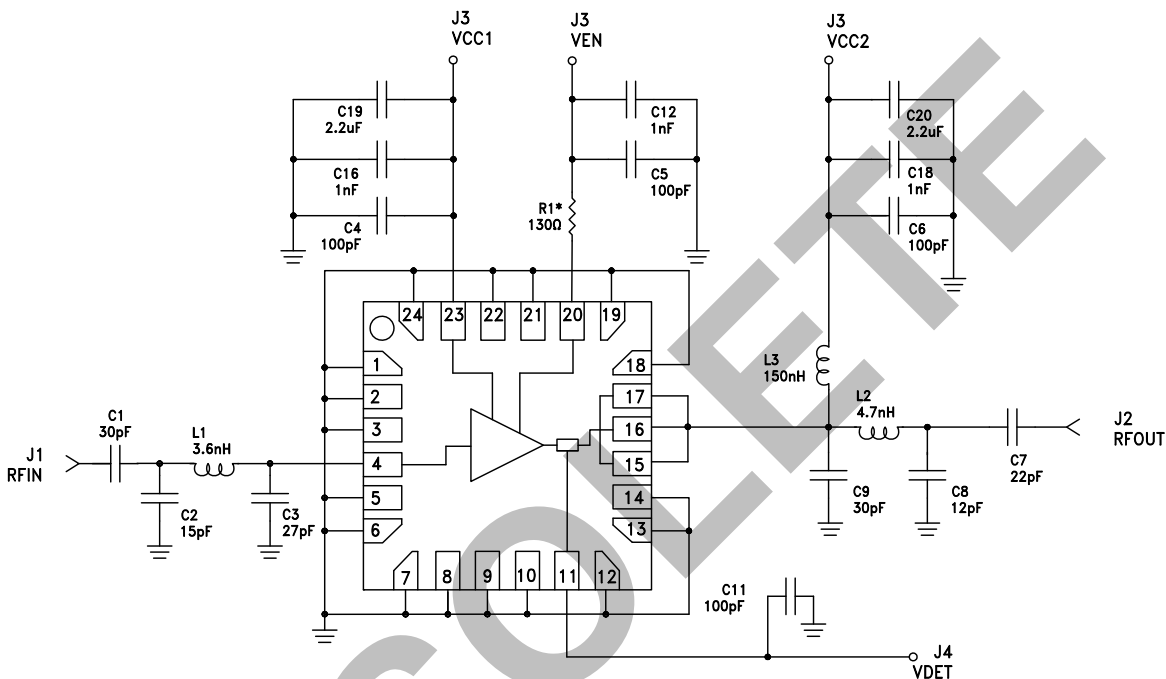 J3
VCC1
J3
VEN
J3
VCC2
C19
2.2uF
C12
1nF
C20
2.2uF
C16
1nF
C5
100pF
C18
1nF
C4
100pF
R1*
130Ω
C6
100pF
24
23
22
21
20
19
1
18
2
17
3
16
4
15
5
14
6
13
7
8
9
10
11
12
L3
150nH
L2
4.7nH
J1
RFIN
C1
30pF
L1
3.6nH
C2
15pF
C3
27pF
C9
30pF
C8
12pF
C7
22pF
J2
RFOUT
C11
100pF
J4
VDET
OLETE